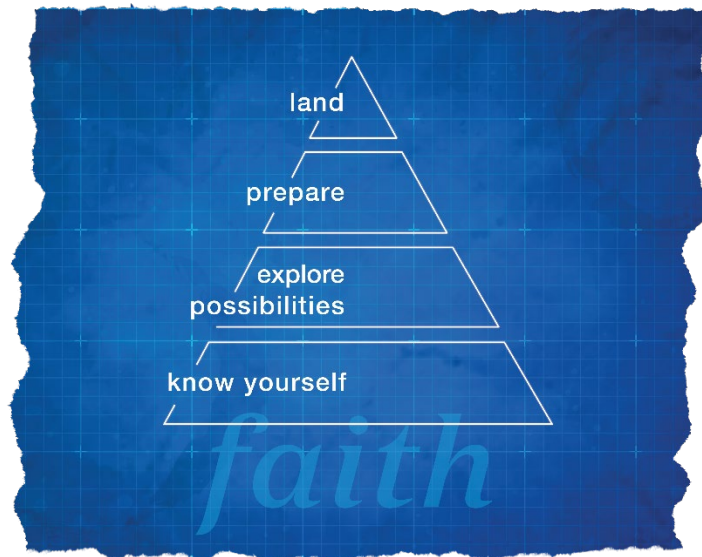 land
prepare
explore
possibilities
know yourself
faith